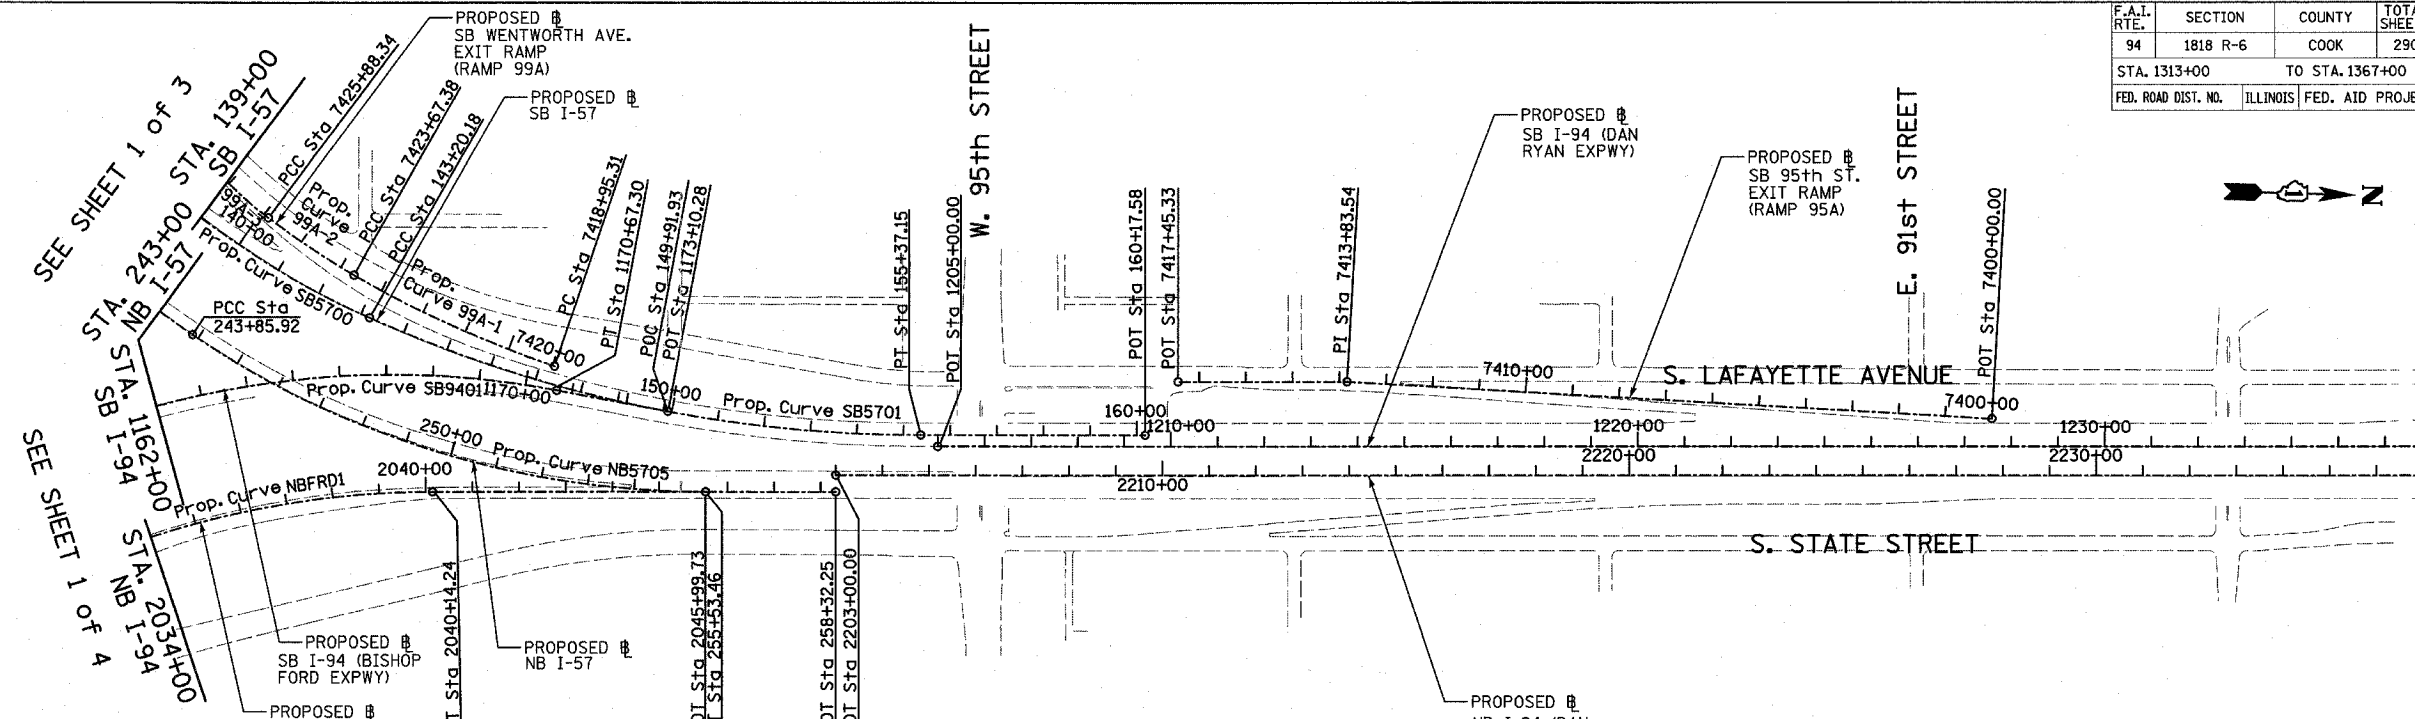 F.A.I.
RTE.
SECTION
COUNTY
94
1818 R-6
COOK
290
STA. 1313+00
TO STA. 1367+00
FED. ROAD DIST. NO.
ILLINOIS
FED. AID
PROPOSED ℄
SB WENTWORTH AVE.
EXIT RAMP
(RAMP 99A)
PROPOSED ℄
SB I-57
W. 95th STREET
PROPOSED ℄
SB I-94 (DAN
RYAN EXPWY)
PROPOSED ℄
SB 95th ST.
EXIT RAMP
(RAMP 95A)
E. 91st STREET
N
SEE SHEET 1 of 3
STA. 139+00
SB I-57
STA. 243+00
NB I-57
PCC Sta 7425+88.34
PCC Sta 7423+67.38
PCC Sta 143+20.18
PC Sta 7418+95.31
PT Sta 1170+67.30
POC Sta 149+91.93
POT Sta 1173+10.28
PT Sta 155+37.15
POT Sta 1205+00.00
POT Sta 160+17.58
POT Sta 7417+45.33
PI Sta 7413+83.54
POT Sta 7400+00.00
99A-3
140+00
Prop.
Curve
99A-2
Prop.
Curve 99A-1
7420+00
Prop. Curve SB5700
PCC Sta
243+85.92
Prop. Curve SB9401
1170+00
150+00
Prop. Curve SB5701
160+00
1210+00
7410+00
S. LAFAYETTE AVENUE
7400+00
1220+00
1230+00
250+00
Prop. Curve NB5705
2040+00
Prop. Curve NBFRD1
2210+00
2220+00
2230+00
S. STATE STREET
STA. 1162+00
SB I-94
SEE SHEET 1 of 4
STA. 2034+00
NB I-94
Sta 2040+14.24
Sta 2045+99.73
Sta 255+53.46
Sta 258+32.25
Sta 2203+00.00
PROPOSED ℄
SB I-94 (BISHOP
FORD EXPWY)
PROPOSED ℄
NB I-57
PROPOSED ℄
PROPOSED ℄